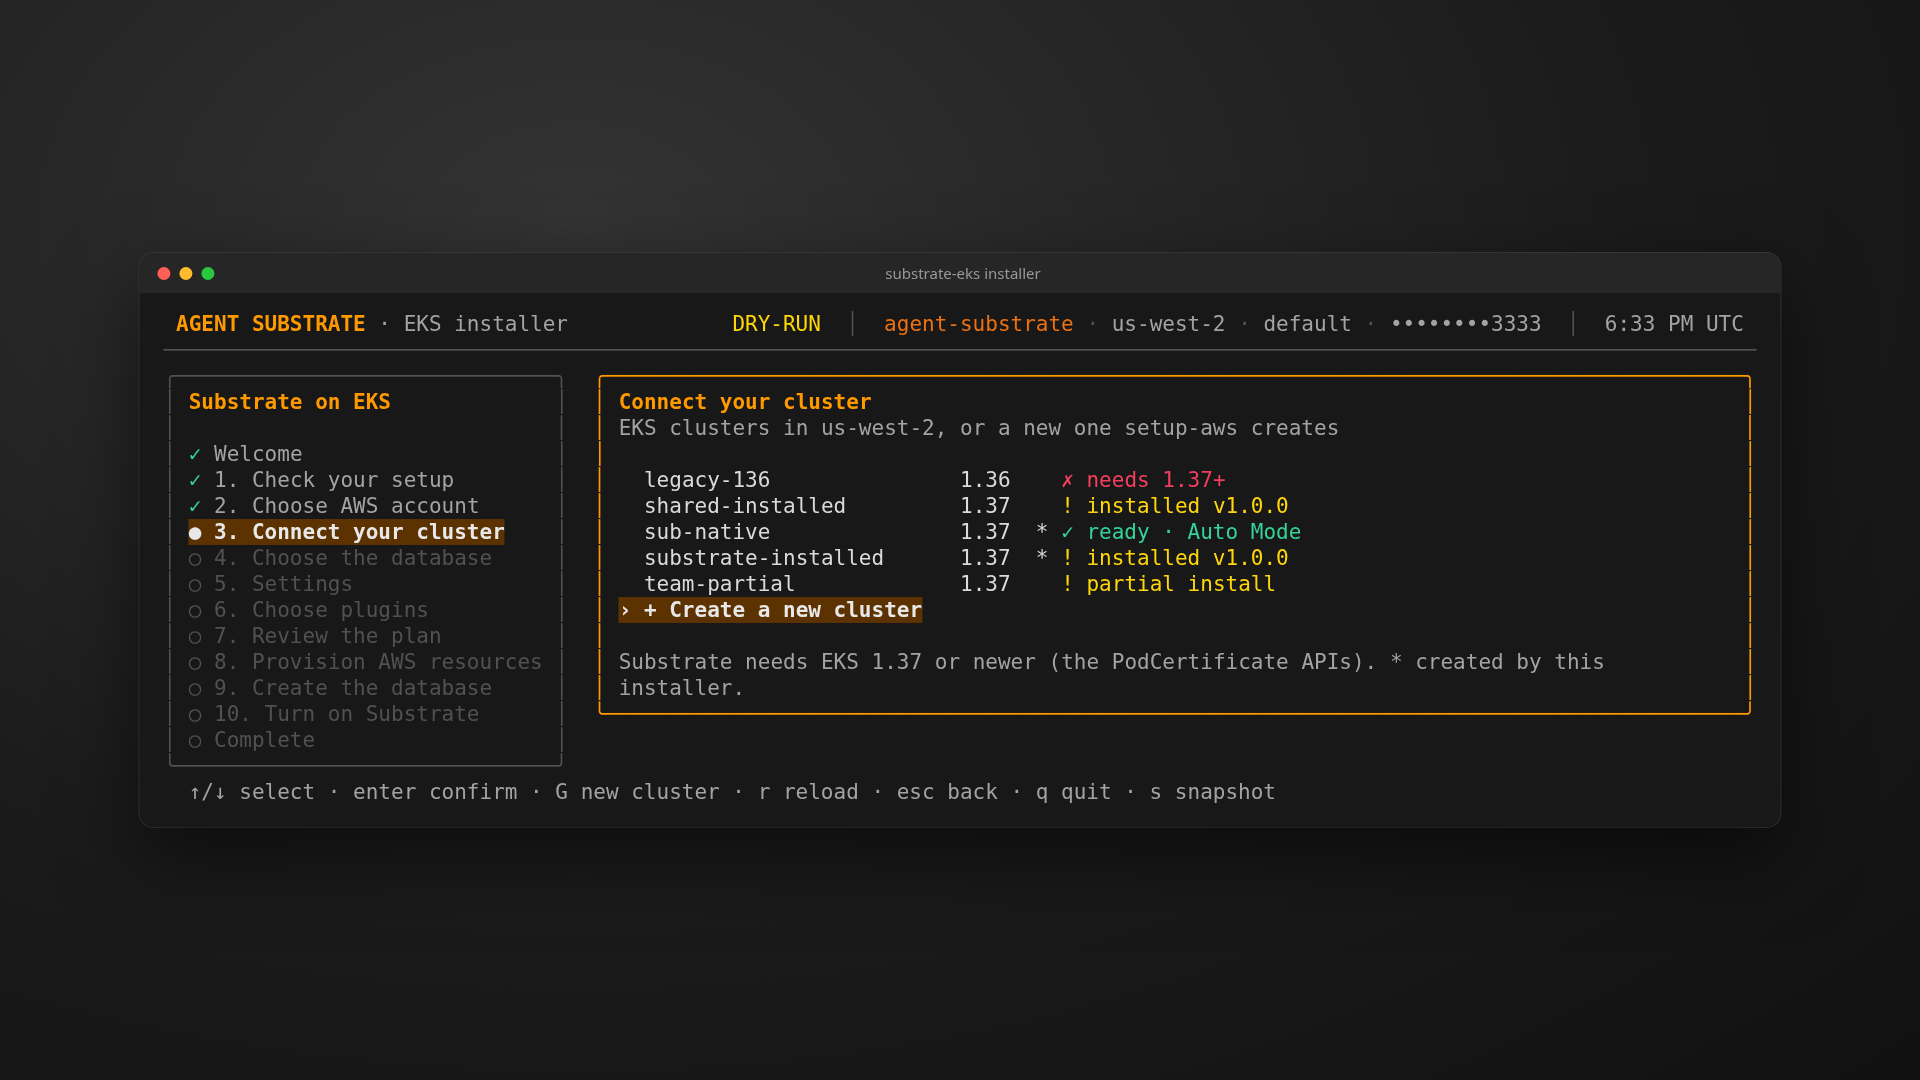 substrate-eks installer
AGENT SUBSTRATE · EKS installer DRY-RUN │ agent-substrate · us-west-2 · default · ••••••••3333 │ 6:33 PM UTC
Substrate on EKS
✓ Welcome
✓ 1. Check your setup
✓ 2. Choose AWS account
● 3. Connect your cluster
○ 4. Choose the database
○ 5. Settings
○ 6. Choose plugins
○ 7. Review the plan
○ 8. Provision AWS resources
○ 9. Create the database
○ 10. Turn on Substrate
○ Complete
Connect your cluster
EKS clusters in us-west-2, or a new one setup-aws creates
legacy-136 1.36 ✗ needs 1.37+
shared-installed 1.37 ! installed v1.0.0
sub-native 1.37 * ✓ ready · Auto Mode
substrate-installed 1.37 * ! installed v1.0.0
team-partial 1.37 ! partial install
› + Create a new cluster
Substrate needs EKS 1.37 or newer (the PodCertificate APIs). * created by this
installer.
↑/↓ select · enter confirm · G new cluster · r reload · esc back · q quit · s snapshot